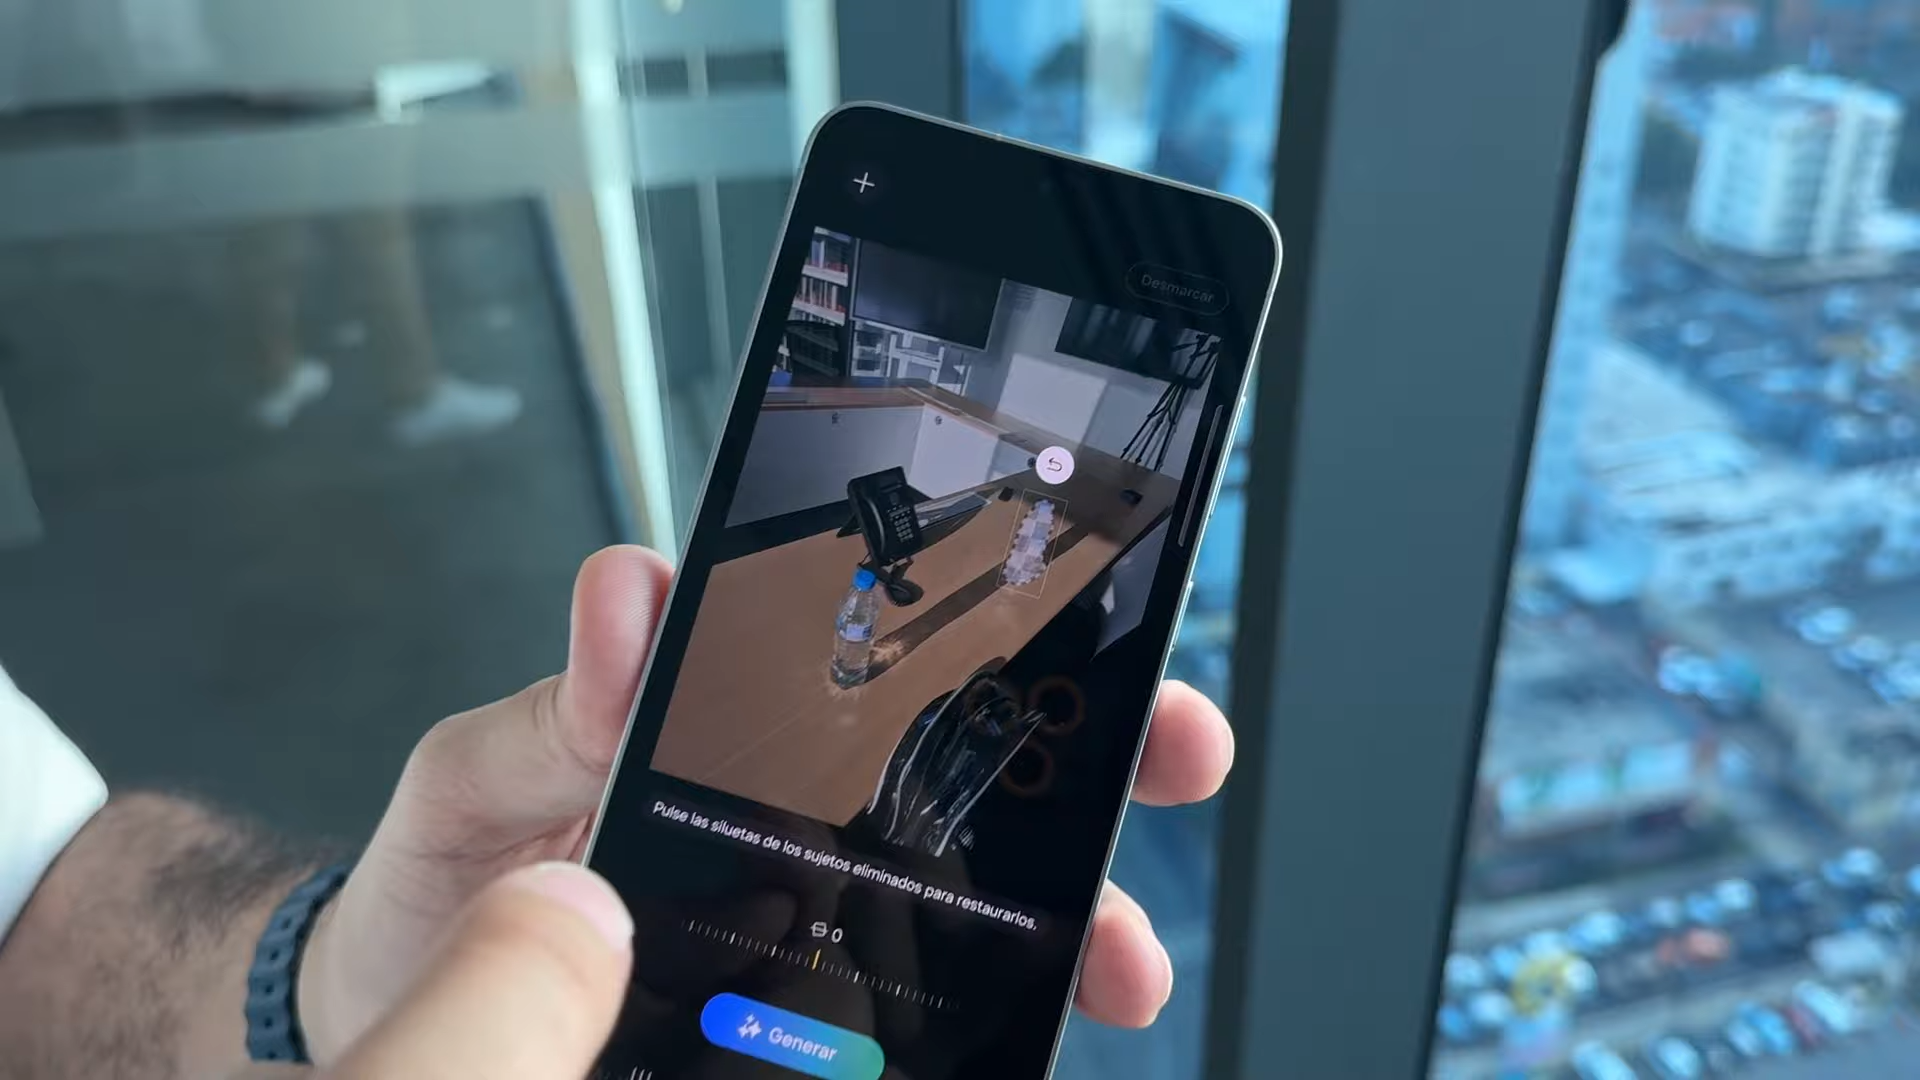 Desmarcar
Pulse las siluetas de los sujetos eliminados para restaurarlos.
0
Generar